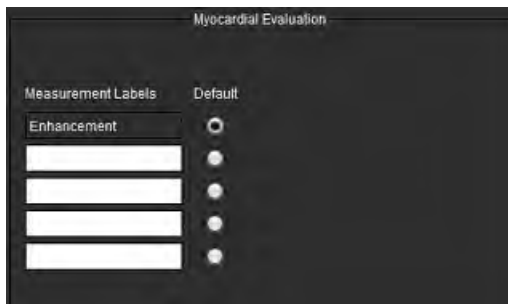 Myocardial Evaluation
Measurement Labels Default
Enhancement